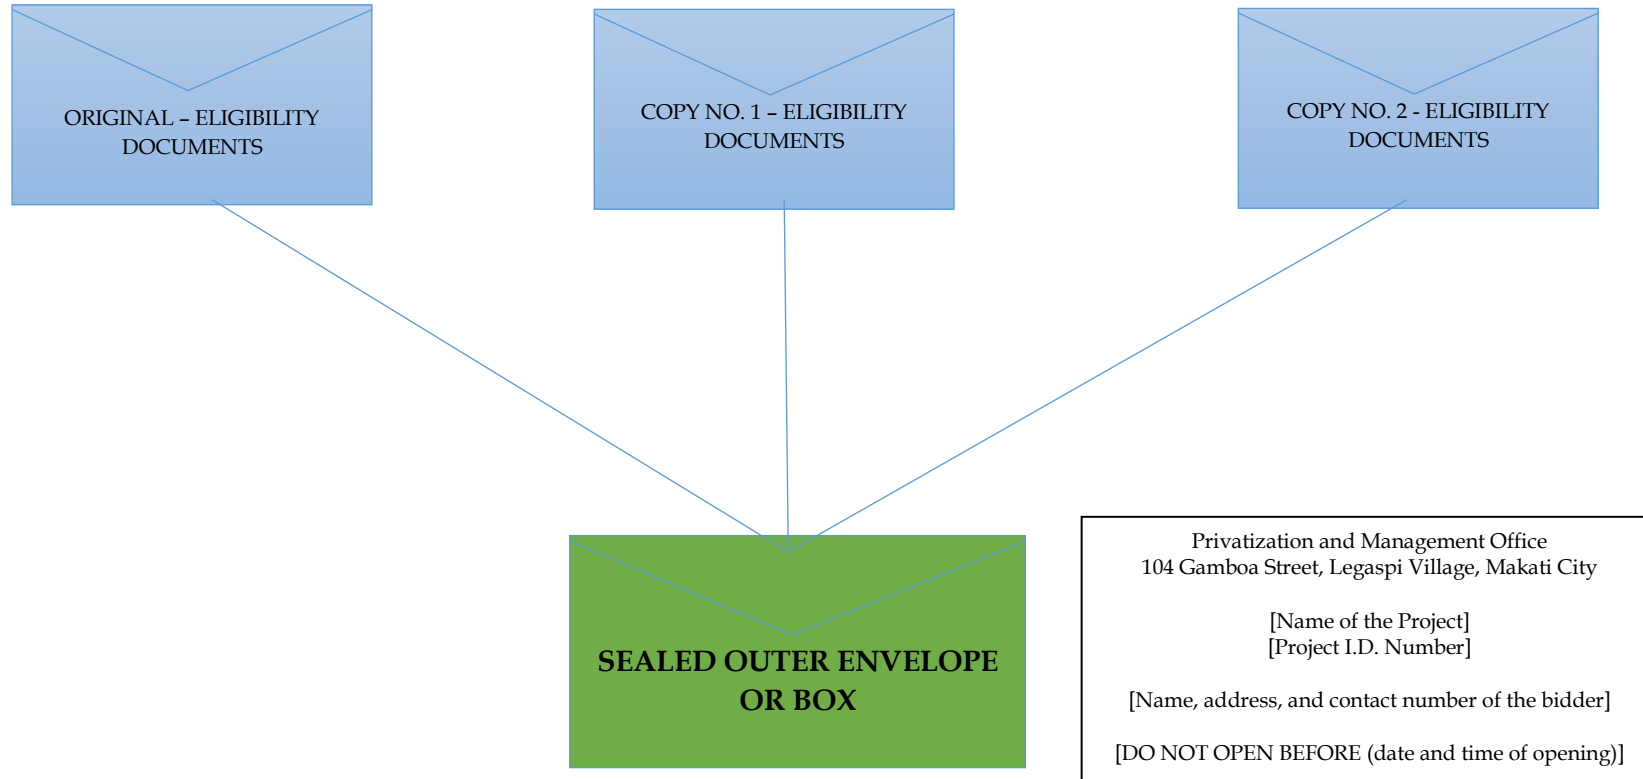 ORIGINAL – ELIGIBILITY
DOCUMENTS
COPY NO. 1 – ELIGIBILITY
DOCUMENTS
COPY NO. 2 - ELIGIBILITY
DOCUMENTS
SEALED OUTER ENVELOPE
OR BOX
Privatization and Management Office
104 Gamboa Street, Legaspi Village, Makati City
[Name of the Project]
[Project I.D. Number]
[Name, address, and contact number of the bidder]
[DO NOT OPEN BEFORE (date and time of opening)]